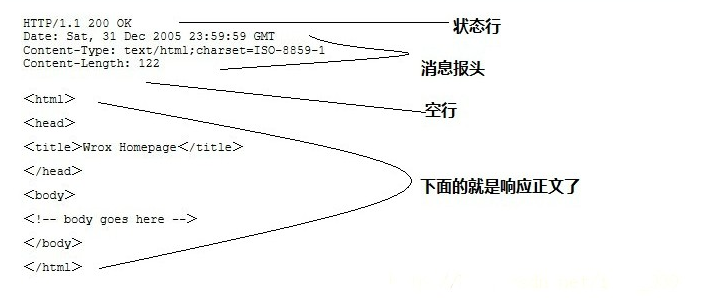 HTTP/1.1 200 OK
状态行
Date: Sat, 31 Dec 2005 23:59:59 GMT
Content-Type: text/html;charset=ISO-8859-1
Content-Length: 122
消息报头
空行
<html>
<head>
<title>Wrox Homepage</title>
</head>
下面的就是响应正文了
<body>
<!-- body goes here -->
</body>
</html>